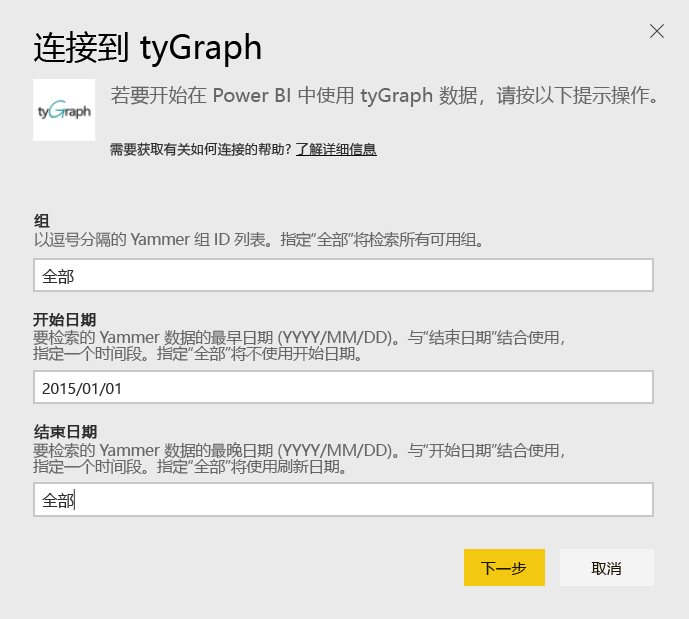 连接到 tyGraph
tyGraph
若要开始在 Power BI 中使用 tyGraph 数据，请按以下提示操作。
需要获取有关如何连接的帮助? 了解详细信息
组
以逗号分隔的 Yammer 组 ID 列表。指定“全部”将检索所有可用组。
全部
开始日期
要检索的 Yammer 数据的最早日期 (YYYY/MM/DD)。与“结束日期”结合使用，
指定一个时间段。指定“全部”将不使用开始日期。
2015/01/01
结束日期
要检索的 Yammer 数据的最晚日期 (YYYY/MM/DD)。与“开始日期”结合使用，
指定一个时间段。指定“全部”将使用刷新日期。
全部
下一步
取消